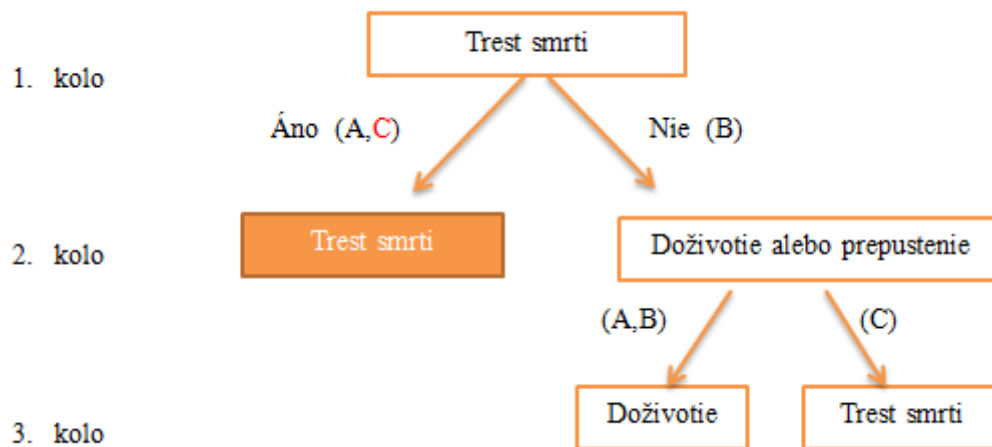 Trest smrti
1. kolo
Áno (A,C)
Nie (B)
Trest smrti
Doživotie alebo prepustenie
2. kolo
(A,B)
(C)
Doživotie
Trest smrti
3. kolo